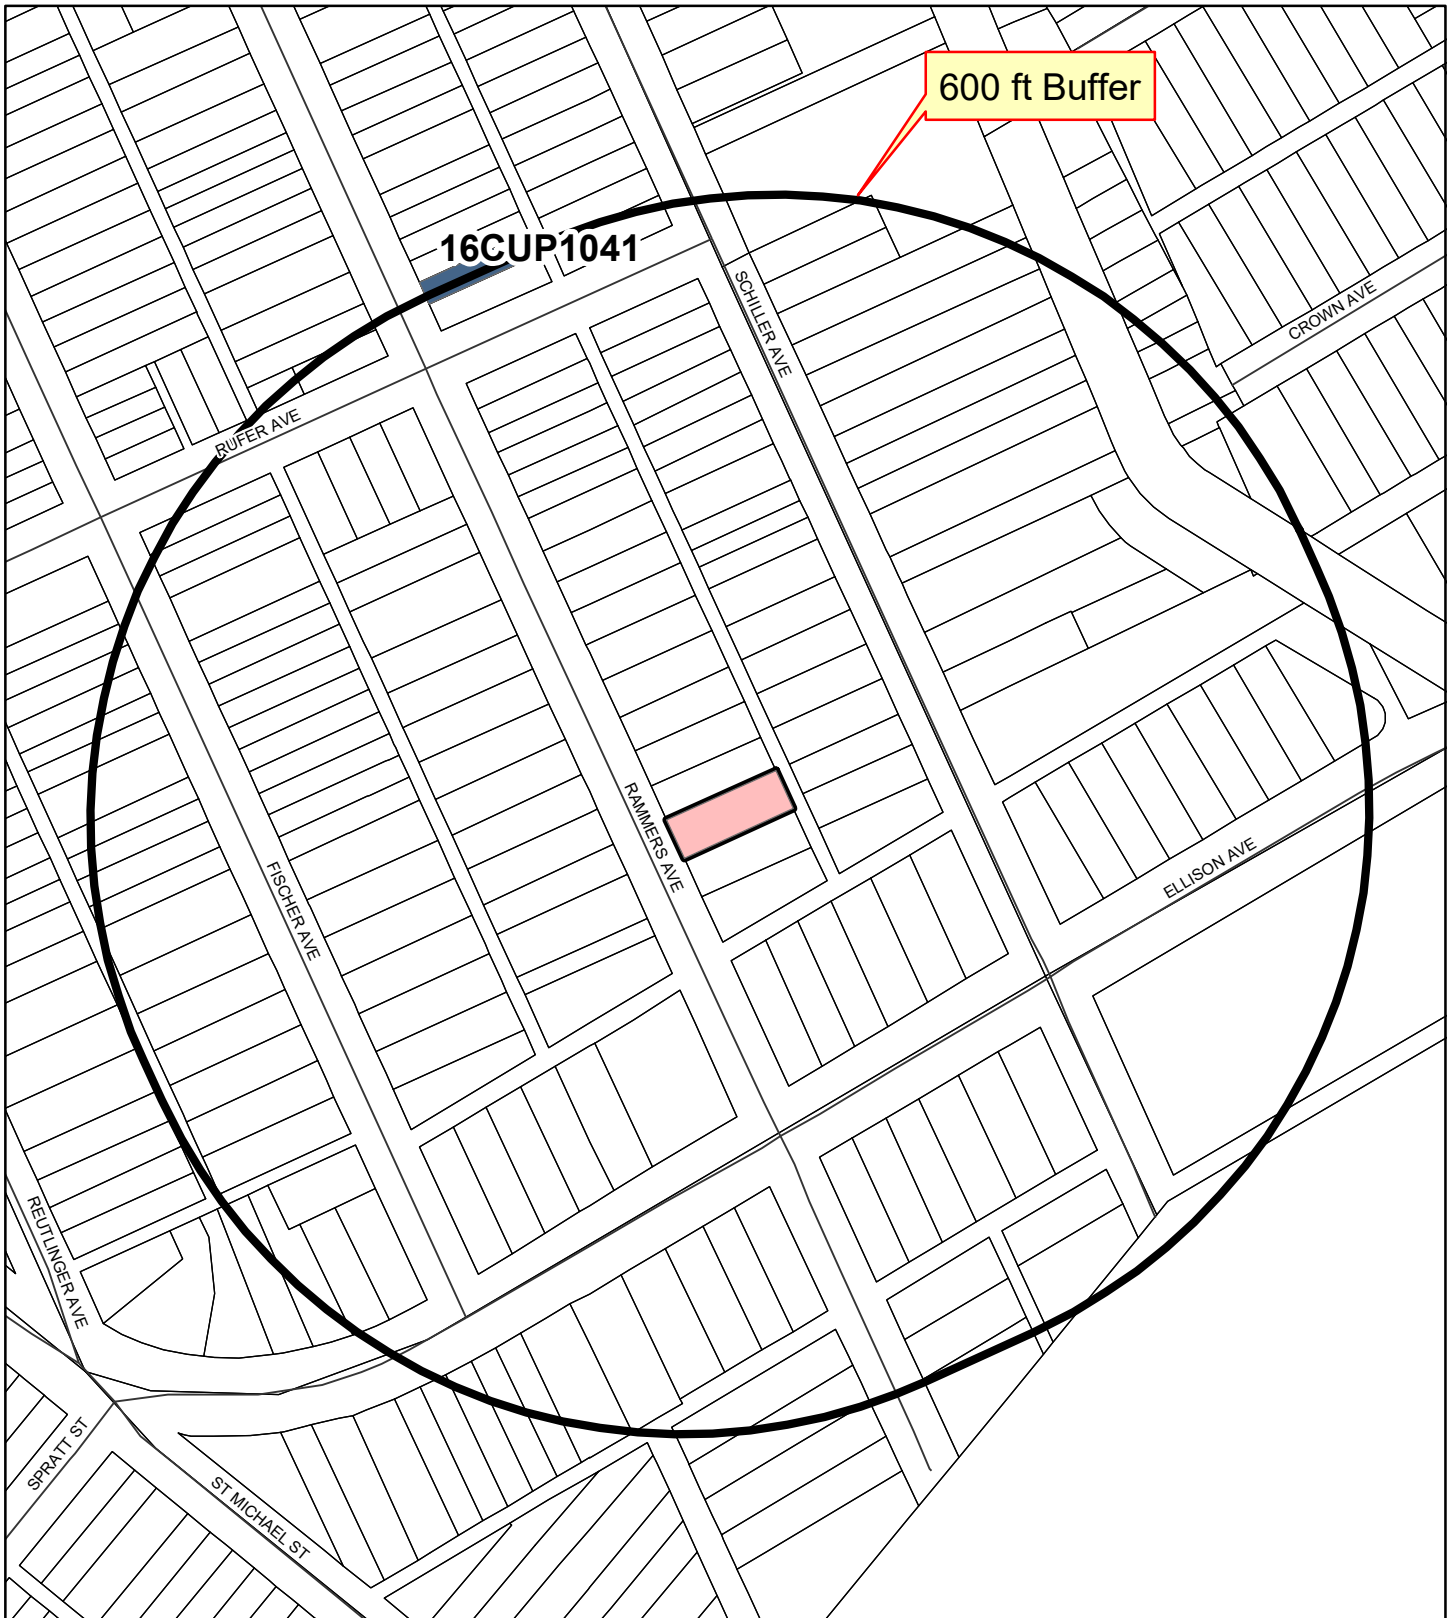 600 ft Buffer
16CUP1041
SCHILLER AVE
CROWN AVE
RUFER AVE
RAMMERS AVE
ELLISON AVE
FISCHER AVE
REUTLINGER AVE
SPRATT ST
ST MICHAEL ST